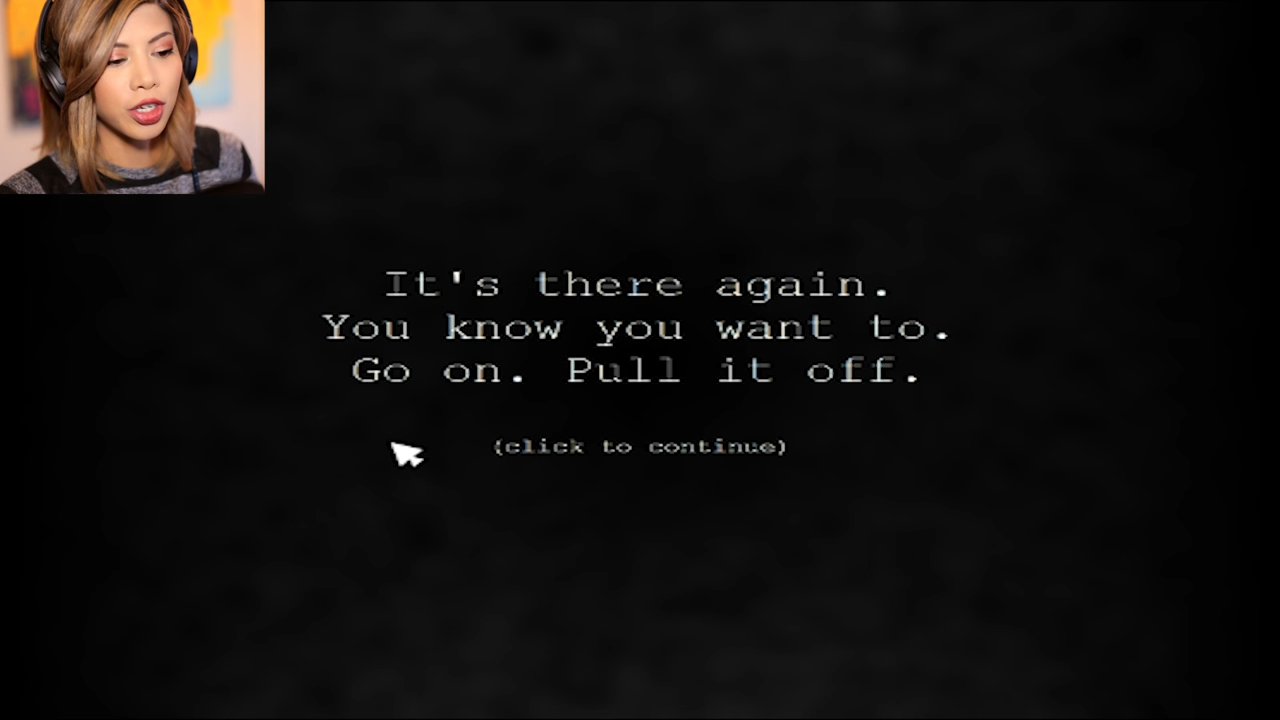 It's there again.
You know you want to.
Go on. Pull it off.
(click to continue)